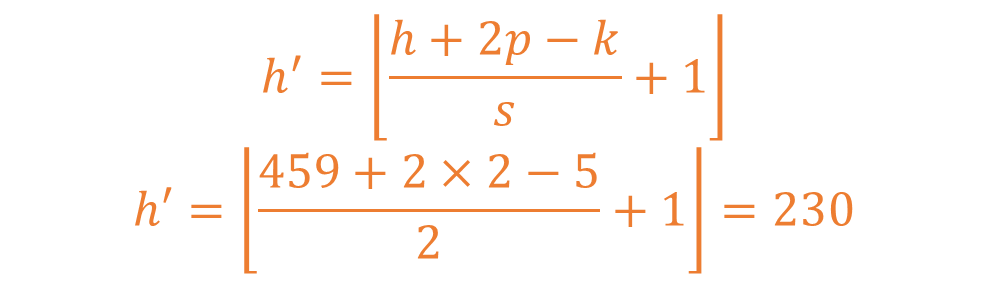 h′ = ⌊(h + 2p − k)/s + 1⌋
h′ = ⌊(459 + 2 × 2 − 5)/2 + 1⌋ = 230